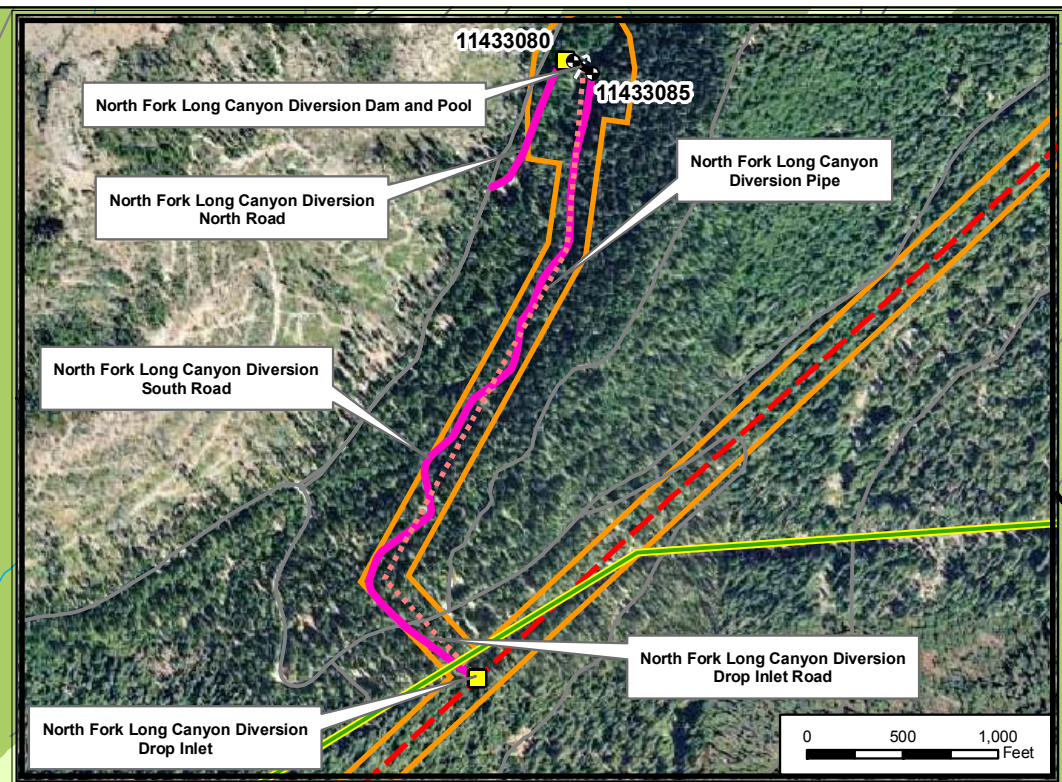 11433080
North Fork Long Canyon Diversion Dam and Pool
11433085
North Fork Long Canyon
Diversion Pipe
North Fork Long Canyon Diversion
North Road
North Fork Long Canyon Diversion
South Road
North Fork Long Canyon Diversion
Drop Inlet Road
North Fork Long Canyon Diversion
Drop Inlet
0 500 1,000
Feet